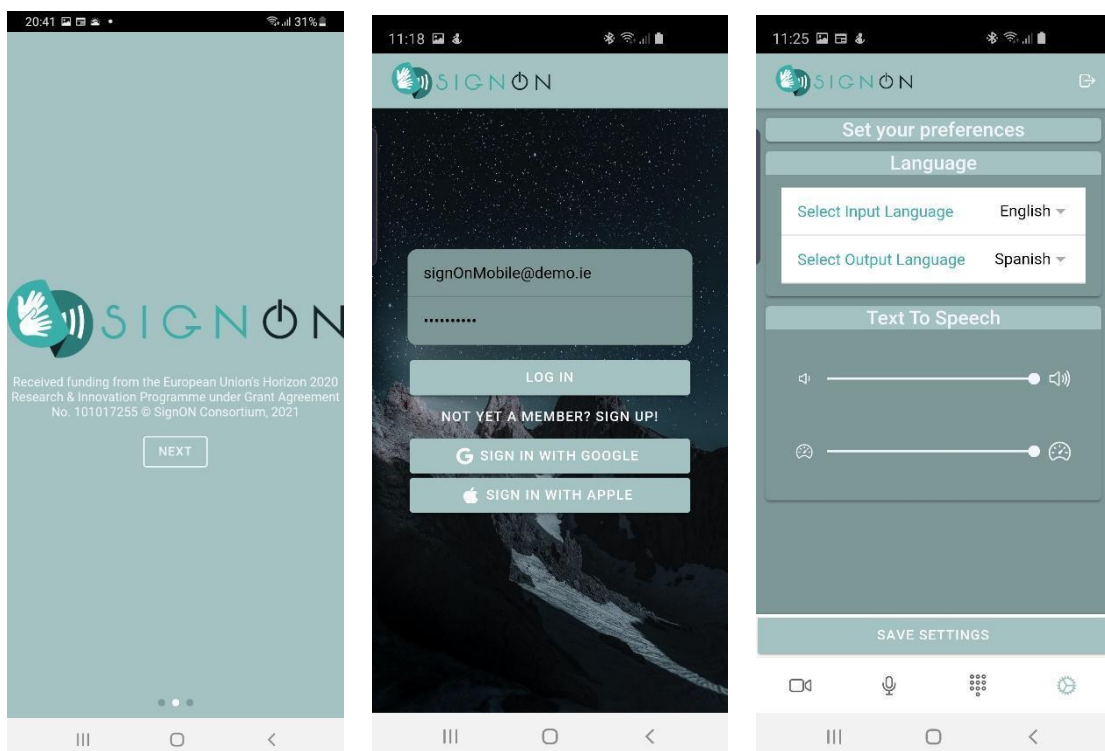 20:41 31%
SIGNON
Received funding from the European Union's Horizon 2020
Research & Innovation Programme under Grant Agreement
No. 101017255 © SignON Consortium, 2021
NEXT
11:18
SIGNON
signOnMobile@demo.ie
••••••••••
LOG IN
NOT YET A MEMBER? SIGN UP!
SIGN IN WITH GOOGLE
SIGN IN WITH APPLE
11:25
SIGNON
Set your preferences
Language
Select Input Language English
Select Output Language Spanish
Text To Speech
SAVE SETTINGS